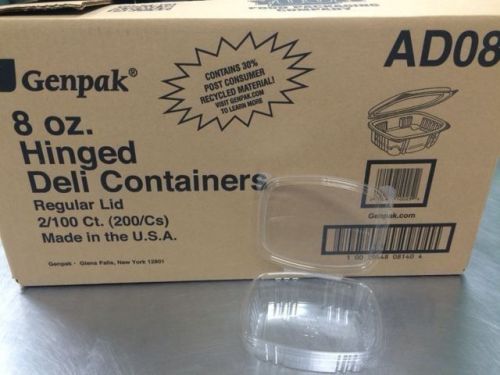 Genpak®
8 oz.
Hinged
Deli Containers
Regular Lid
2/100 Ct. (200/Cs)
Made in the U.S.A.
Genpak • Glens Falls, New York 12801
CONTAINS 30%
POST CONSUMER
RECYCLED MATERIAL!
VISIT GENPAK.COM
TO LEARN MORE
AD08
Genpak.com
COMPANY